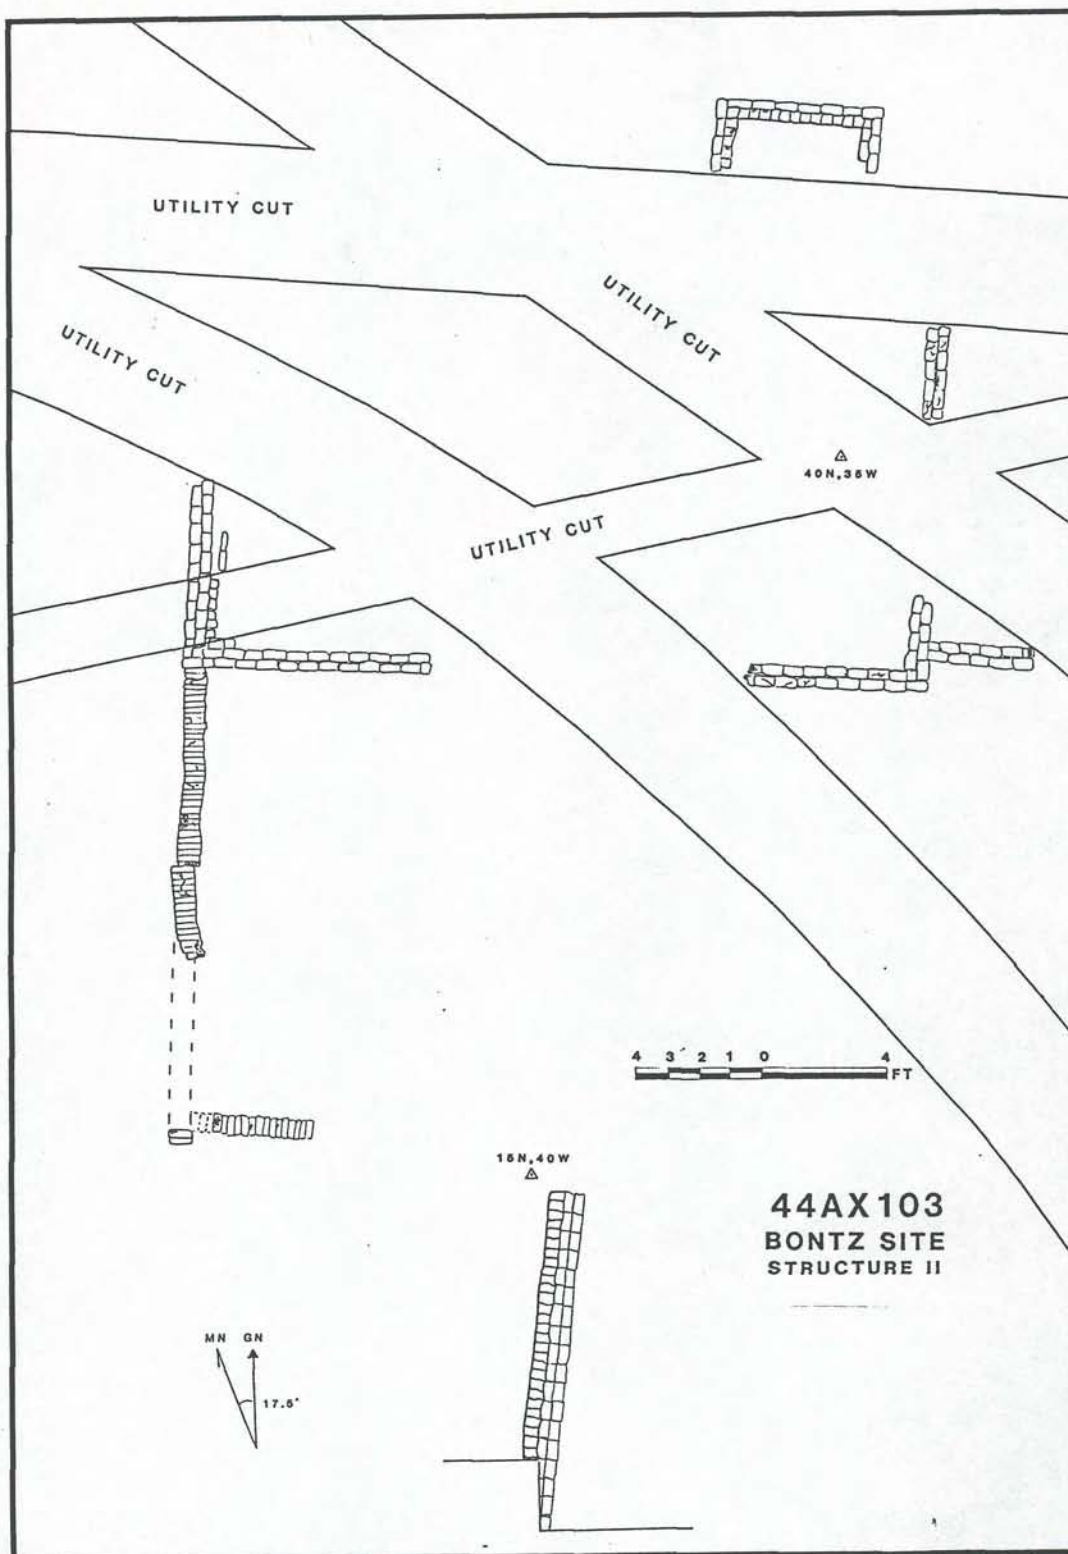 UTILITY CUT
UTILITY CUT
UTILITY CUT
40N,35W
UTILITY CUT
4 3 2 1 0 4
FT
15N,40W
44AX103
BONTZ SITE
STRUCTURE II
MN GN
17.5°